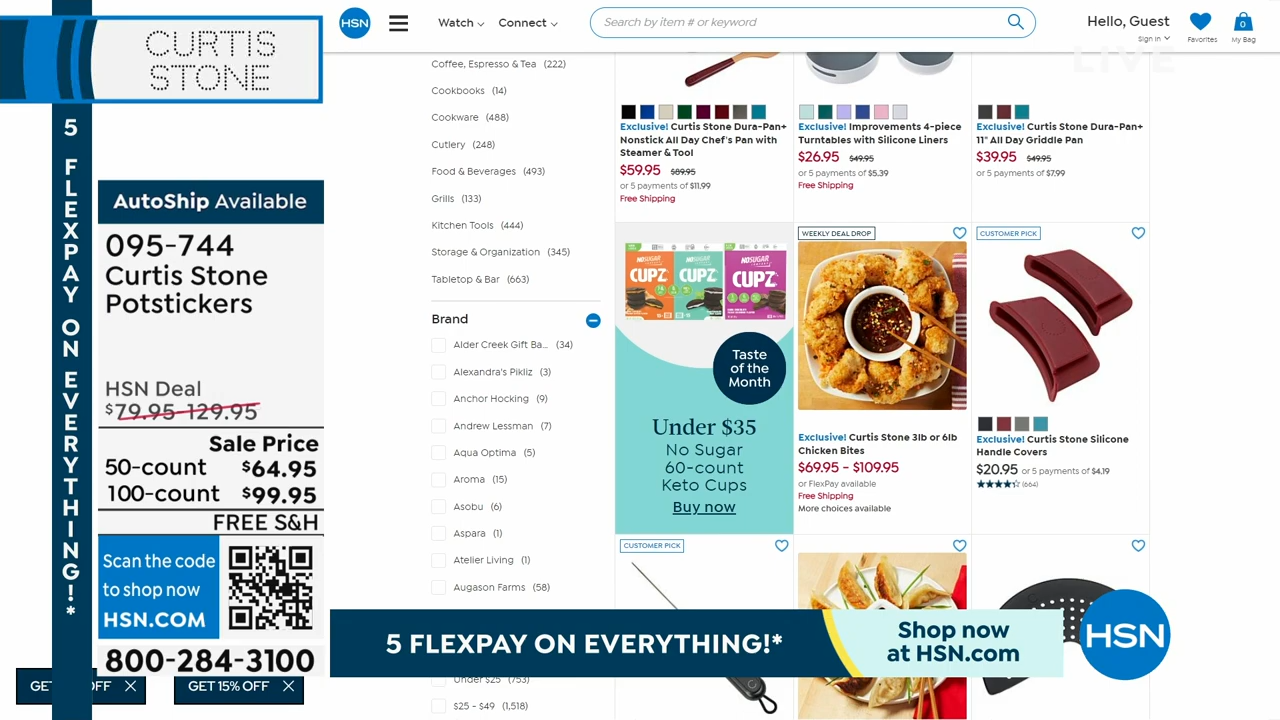 CURTIS
STONE
5 FLEXPAY ON EVERYTHING!*
AutoShip Available
095-744
Curtis Stone
Potstickers
HSN Deal
$79.95-129.95
Sale Price
50-count $64.95
100-count $99.95
FREE S&H
Scan the code
to shop now
HSN.COM
800-284-3100
GET
OFF
GET 15% OFF
HSN
Watch
Connect
Search by item # or keyword
Hello, Guest
Sign in
Favorites
0
My Bag
LIVE
Coffee, Espresso & Tea (222)
Cookbooks (14)
Cookware (488)
Cutlery (248)
Food & Beverages (493)
Grills (133)
Kitchen Tools (444)
Storage & Organization (345)
Tabletop & Bar (663)
Brand
Alder Creek Gift Ba... (34)
Alexandra's Pikliz (3)
Anchor Hocking (9)
Andrew Lessman (7)
Aqua Optima (5)
Aroma (15)
Asobu (6)
Aspara (1)
Atelier Living (1)
Augason Farms (58)
Under $25 (753)
$25 - $49 (1,518)
Exclusive! Curtis Stone Dura-Pan+
Nonstick All Day Chef's Pan with
Steamer & Tool
$59.95 $89.95
or 5 payments of $11.99
Free Shipping
Exclusive! Improvements 4-piece
Turntables with Silicone Liners
$26.95 $49.95
or 5 payments of $5.39
Free Shipping
Exclusive! Curtis Stone Dura-Pan+
11" All Day Griddle Pan
$39.95 $49.95
or 5 payments of $7.99
NO SUGAR
CUPZ
NO SUGAR
CUPZ
NO SUGAR
CUPZ
Taste
of the
Month
Under $35
No Sugar
60-count
Keto Cups
Buy now
WEEKLY DEAL DROP
Exclusive! Curtis Stone 3lb or 6lb
Chicken Bites
$69.95 - $109.95
or FlexPay available
Free Shipping
More choices available
CUSTOMER PICK
Exclusive! Curtis Stone Silicone
Handle Covers
$20.95 or 5 payments of $4.19
(664)
CUSTOMER PICK
5 FLEXPAY ON EVERYTHING!*
Shop now
at HSN.com
HSN